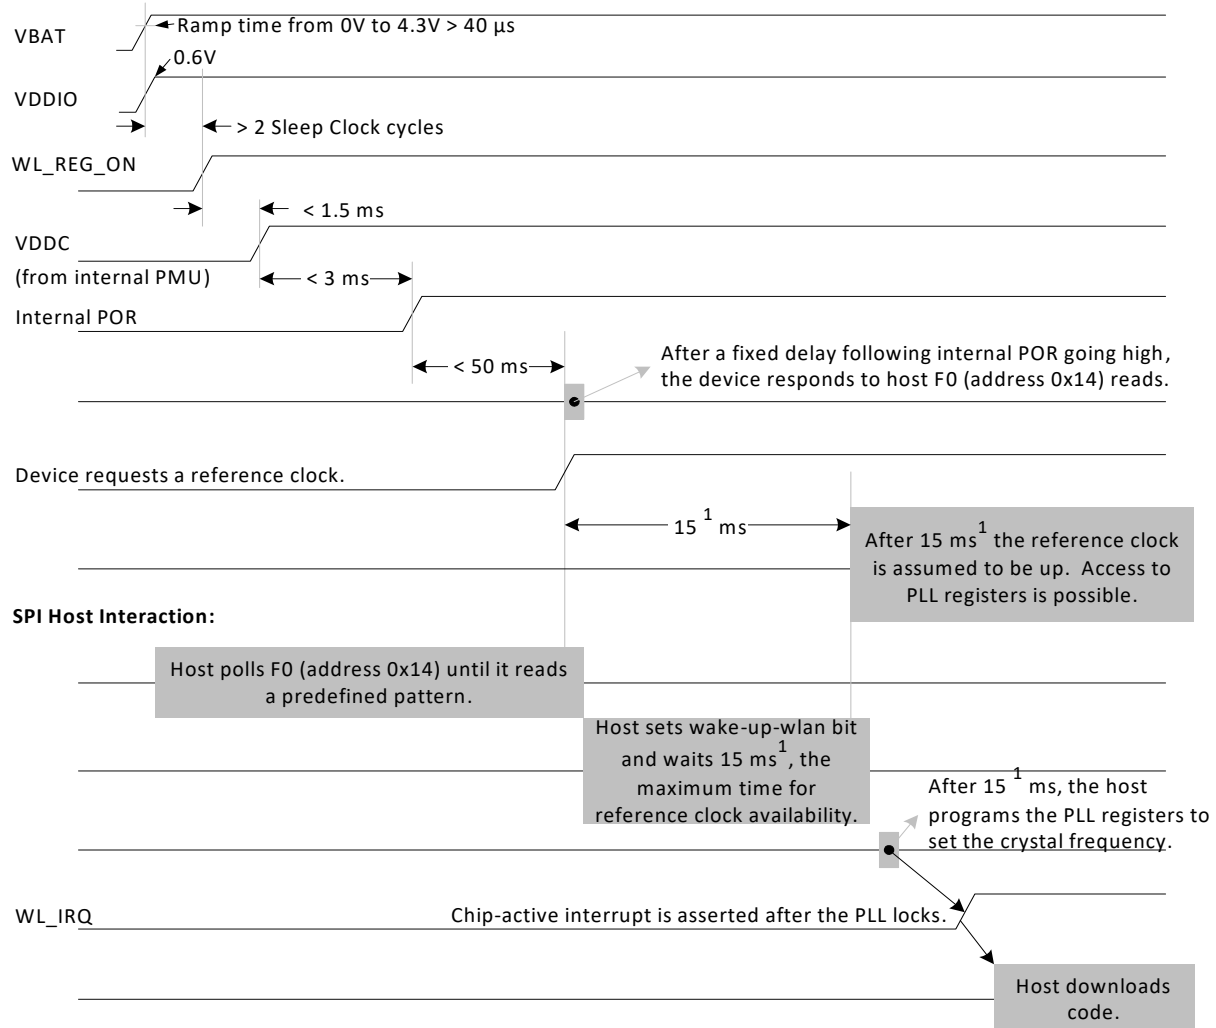 Ramp time from 0V to 4.3V > 40 µs
VBAT
0.6V
VDDIO
> 2 Sleep Clock cycles
WL_REG_ON
< 1.5 ms
VDDC
(from internal PMU)
< 3 ms
Internal POR
< 50 ms
After a fixed delay following internal POR going high,
the device responds to host F0 (address 0x14) reads.
Device requests a reference clock.
15 1 ms
After 15 ms1 the reference clock
is assumed to be up. Access to
PLL registers is possible.
SPI Host Interaction:
Host polls F0 (address 0x14) until it reads
a predefined pattern.
Host sets wake-up-wlan bit
and waits 15 ms1, the
maximum time for
reference clock availability.
After 15 1 ms, the host
programs the PLL registers to
set the crystal frequency.
WL_IRQ
Chip-active interrupt is asserted after the PLL locks.
Host downloads
code.